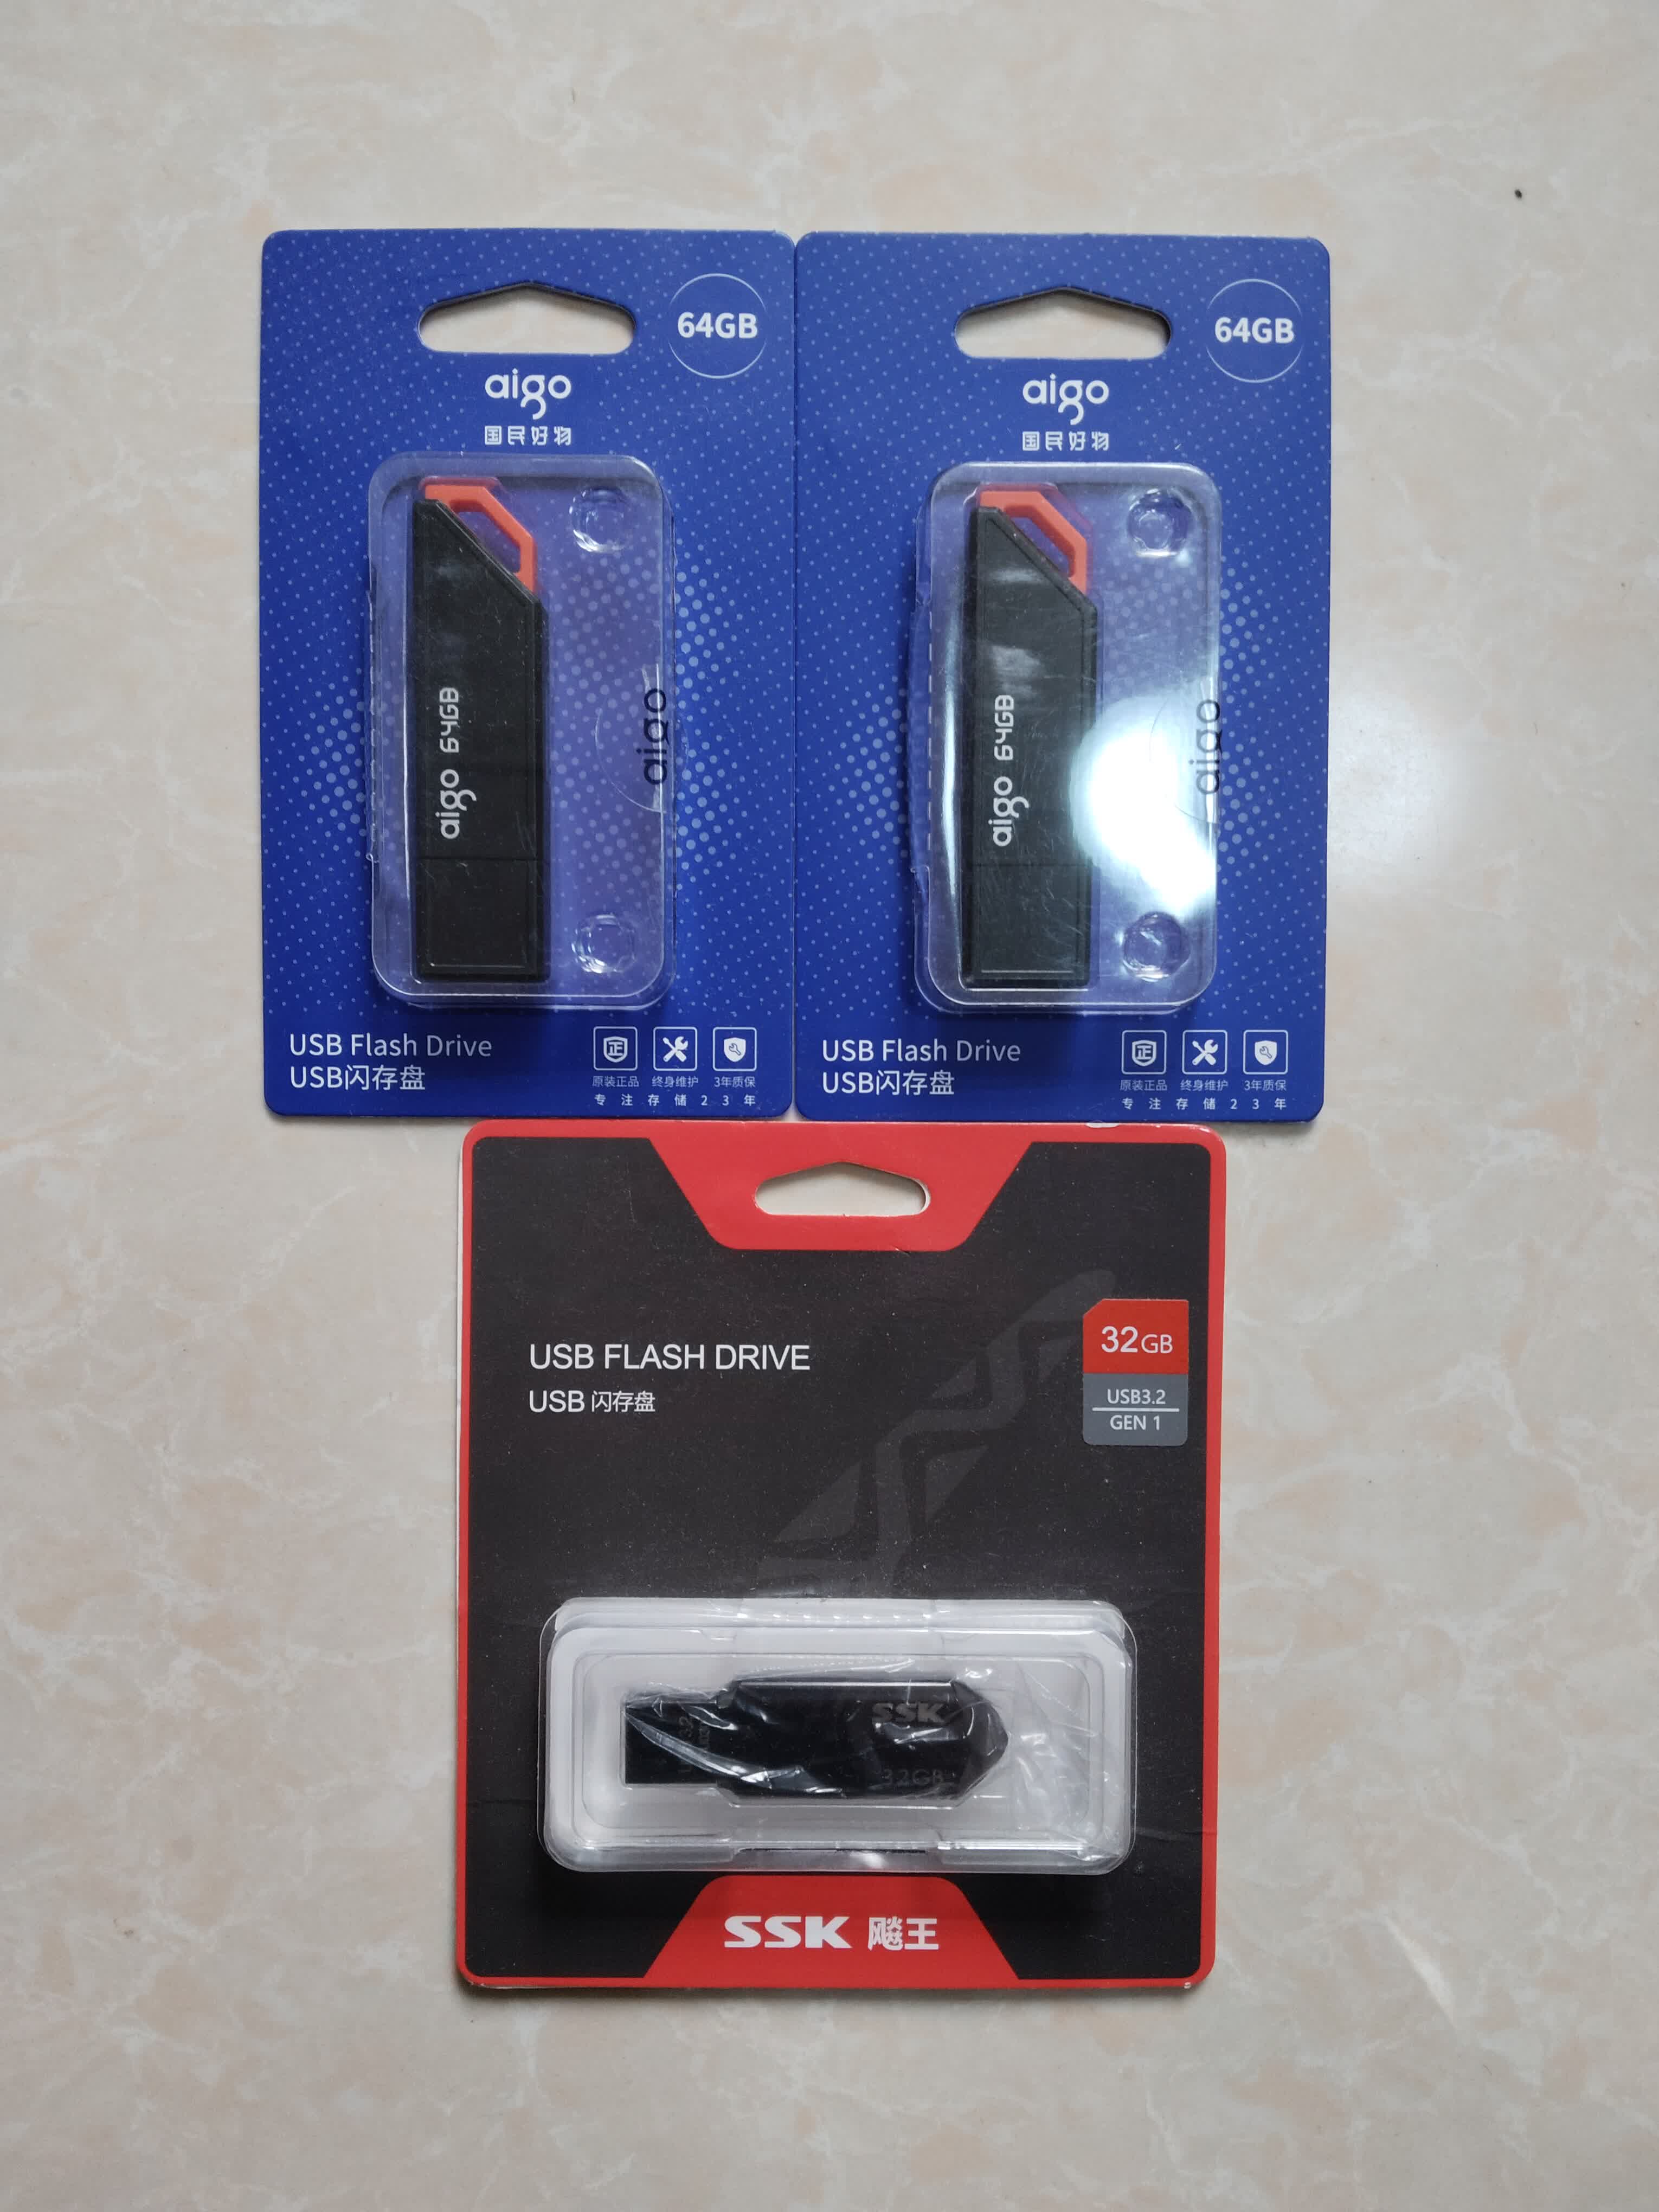 64GB
aigo
国民好物
aigo 64GB
aigo
USB Flash Drive
USB闪存盘
原装正品 终身维护 3年质保
专注存储23年
64GB
aigo
国民好物
aigo 64GB
aigo
USB Flash Drive
USB闪存盘
原装正品 终身维护 3年质保
专注存储23年
32GB
USB3.2
GEN 1
USB FLASH DRIVE
USB 闪存盘
SSK
32GB
SSK 飚王